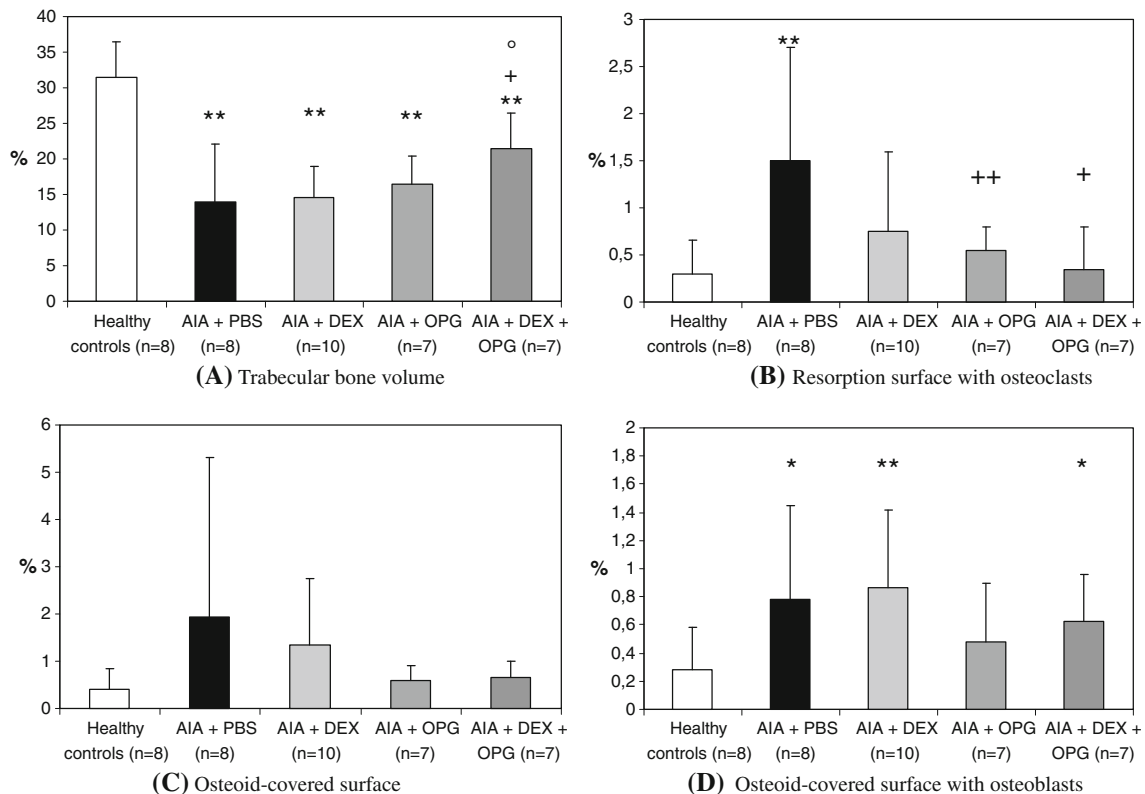 40
35
30
25
%
20
15
10
5
0
**
**
**
°
+
**
Healthy controls (n=8)
AIA + PBS (n=8)
AIA + DEX (n=10)
AIA + OPG (n=7)
AIA + DEX + OPG (n=7)
(A) Trabecular bone volume
3
2,5
2
%
1,5
1
0,5
0
**
++
+
Healthy controls (n=8)
AIA + PBS (n=8)
AIA + DEX (n=10)
AIA + OPG (n=7)
AIA + DEX + OPG (n=7)
(B) Resorption surface with osteoclasts
6
5
4
%
3
2
1
0
Healthy controls (n=8)
AIA + PBS (n=8)
AIA + DEX (n=10)
AIA + OPG (n=7)
AIA + DEX + OPG (n=7)
(C) Osteoid-covered surface
2
1,8
1,6
1,4
1,2
%
1
0,8
0,6
0,4
0,2
0
*
**
*
Healthy controls (n=8)
AIA + PBS (n=8)
AIA + DEX (n=10)
AIA + OPG (n=7)
AIA + DEX + OPG (n=7)
(D) Osteoid-covered surface with osteoblasts